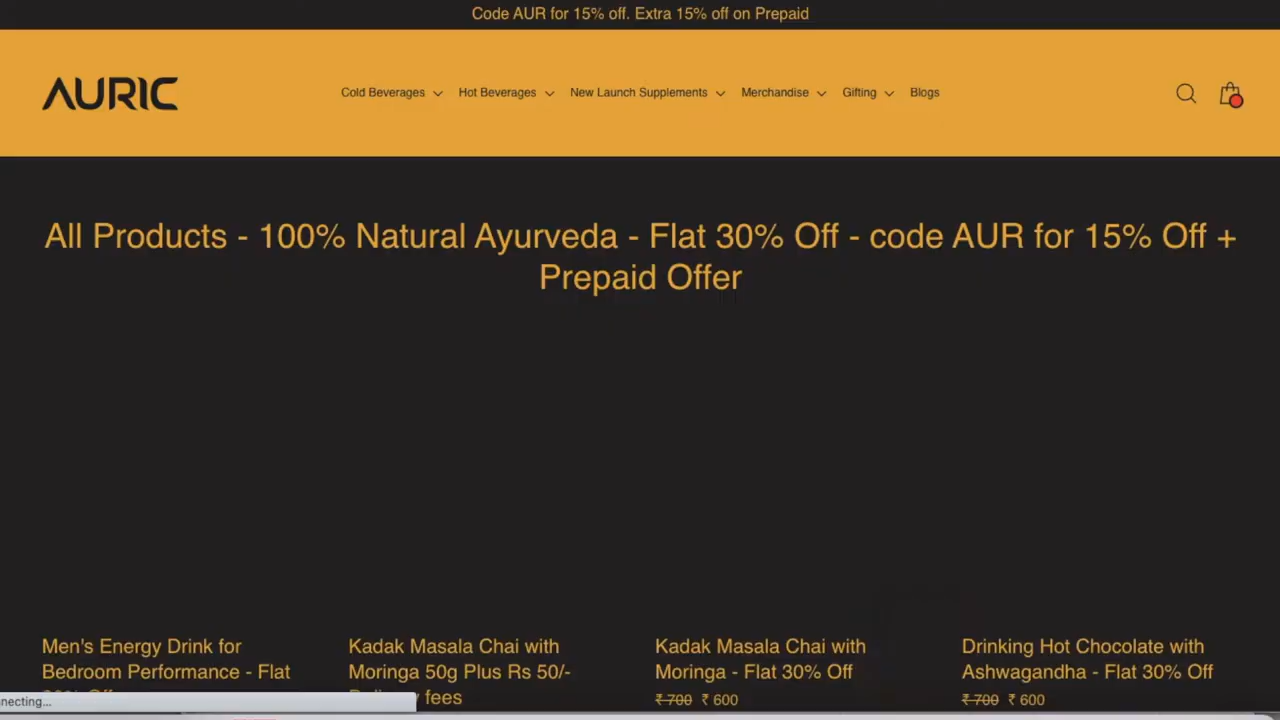 Code AUR for 15% off. Extra 15% off on Prepaid
AURIC
Cold Beverages
Hot Beverages
New Launch Supplements
Merchandise
Gifting
Blogs
All Products - 100% Natural Ayurveda - Flat 30% Off - code AUR for 15% Off +
Prepaid Offer
Men's Energy Drink for
Bedroom Performance - Flat
Kadak Masala Chai with
Moringa 50g Plus Rs 50/-
fees
Kadak Masala Chai with
Moringa - Flat 30% Off
₹ 700 ₹ 600
Drinking Hot Chocolate with
Ashwagandha - Flat 30% Off
₹ 700 ₹ 600
necting...